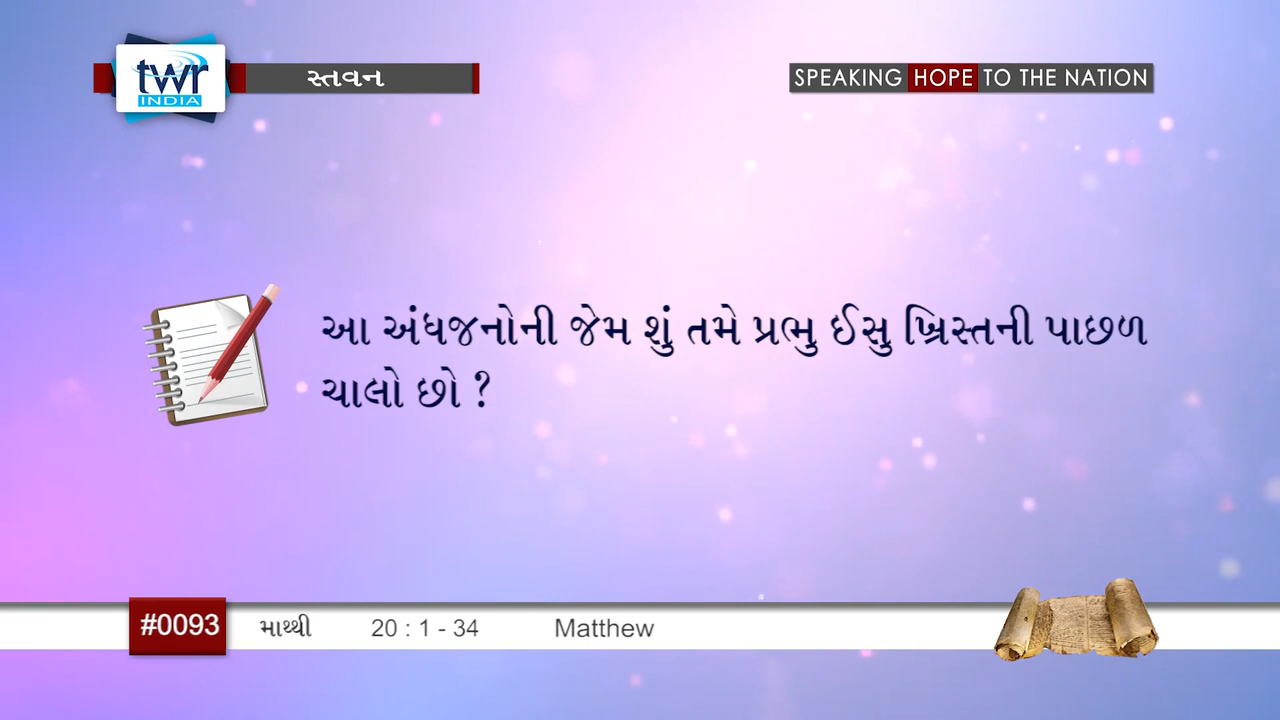 twr
INDIA
સ્તવન
SPEAKING HOPE TO THE NATION
આ અંધજનોની જેમ શું તમે પ્રભુ ઈસુ ખ્રિસ્તની પાછળ
ચાલો છો ?
#0093 માથ્થી 20 : 1 - 34 Matthew